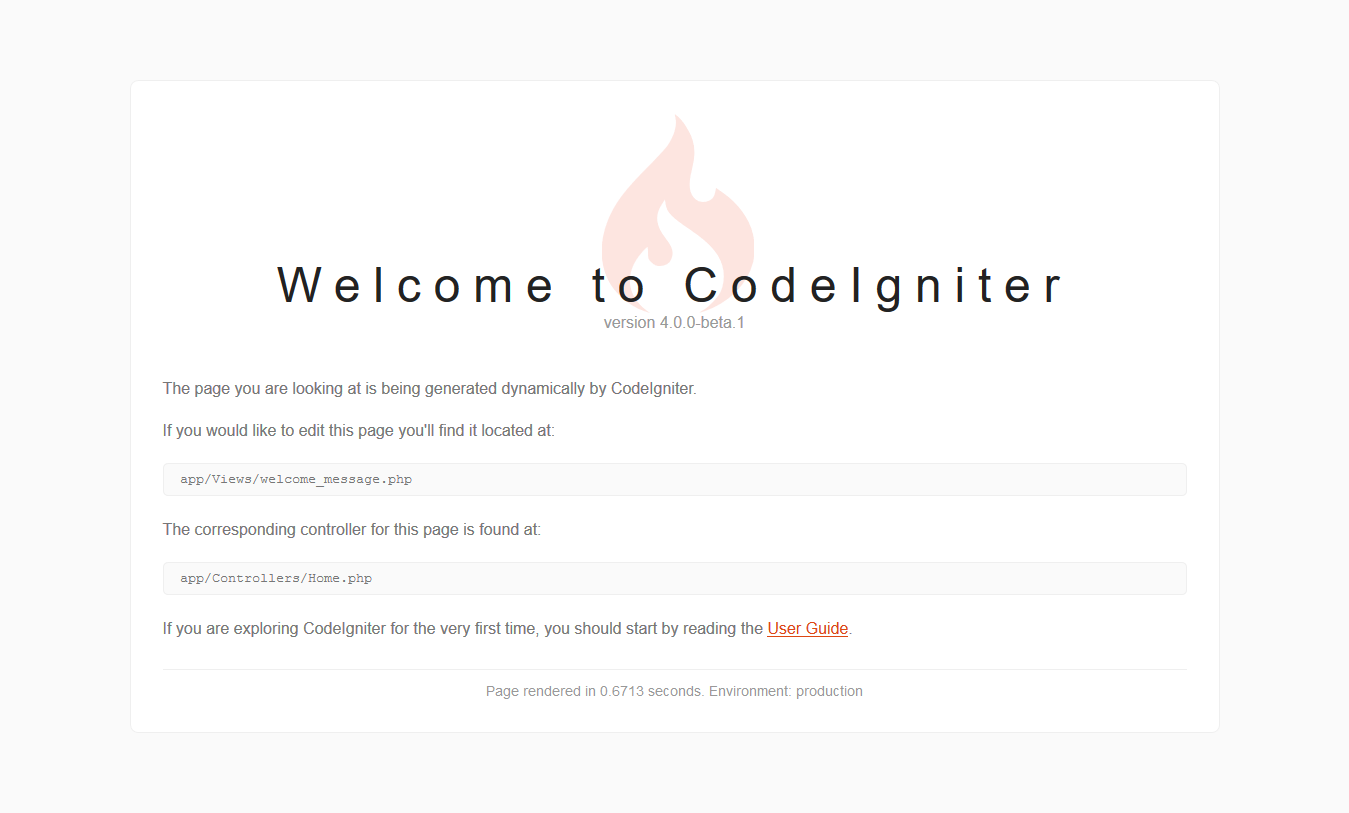 Welcome to CodeIgniter
version 4.0.0-beta.1
The page you are looking at is being generated dynamically by CodeIgniter.
If you would like to edit this page you'll find it located at:
app/Views/welcome_message.php
The corresponding controller for this page is found at:
app/Controllers/Home.php
If you are exploring CodeIgniter for the very first time, you should start by reading the User Guide.
Page rendered in 0.6713 seconds. Environment: production